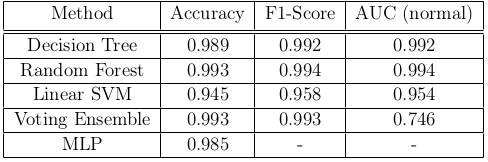 Method Accuracy F1-Score AUC (normal)
Decision Tree 0.989 0.992 0.992
Random Forest 0.993 0.994 0.994
Linear SVM 0.945 0.958 0.954
Voting Ensemble 0.993 0.993 0.746
MLP 0.985 - -